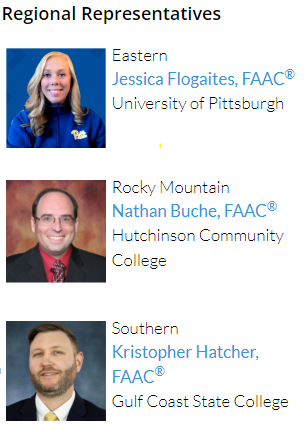 Regional Representatives
Eastern
Jessica Flogaites, FAAC®
University of Pittsburgh
Rocky Mountain
Nathan Buche, FAAC®
Hutchinson Community
College
Southern
Kristopher Hatcher,
FAAC®
Gulf Coast State College